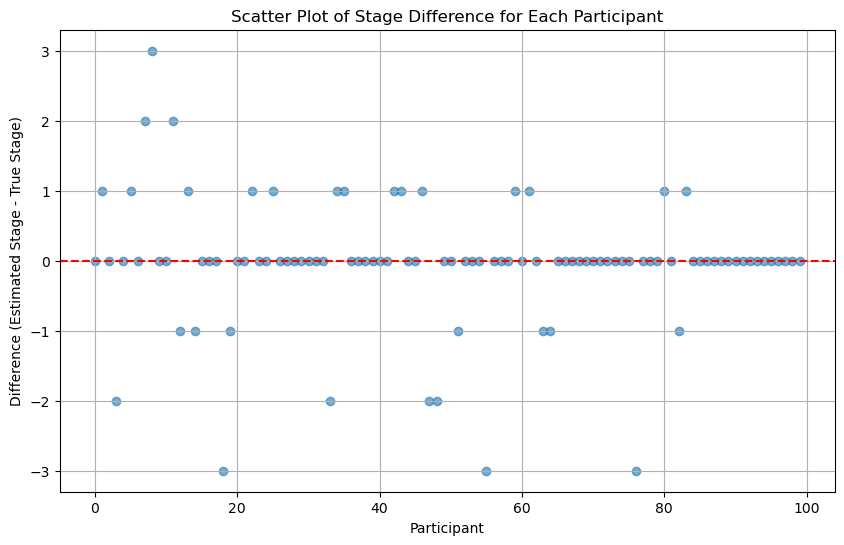 Scatter Plot of Stage Difference for Each Participant
Difference (Estimated Stage - True Stage)
3
2
1
0
−1
−2
−3
0 20 40 60 80 100
Participant